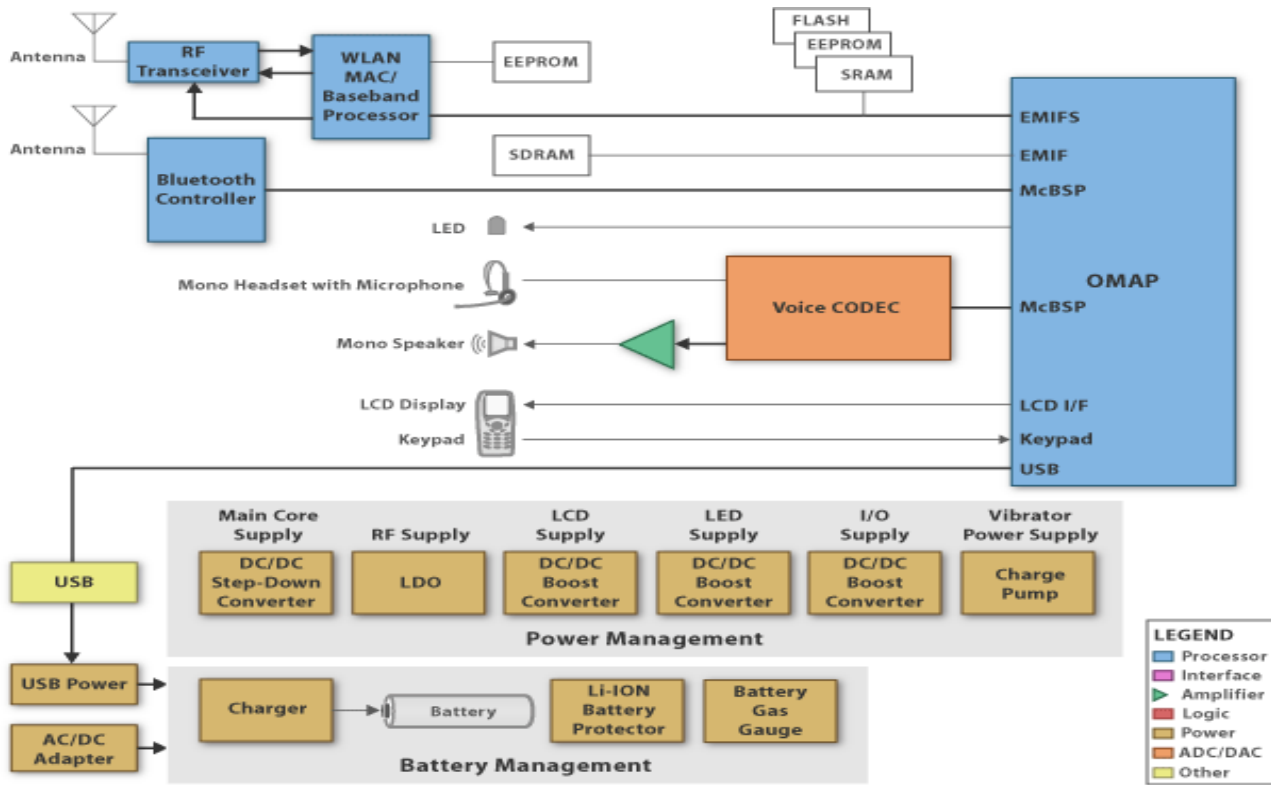 Antenna
RF
Transceiver
WLAN
MAC/
Baseband
Processor
EEPROM
FLASH
EEPROM
SRAM
Antenna
Bluetooth
Controller
SDRAM
EMIFS
EMIF
McBSP
LED
Mono Headset with Microphone
Voice CODEC
OMAP
McBSP
Mono Speaker
LCD Display
LCD I/F
Keypad
Keypad
USB
Main Core
Supply
RF Supply
LCD
Supply
LED
Supply
I/O
Supply
Vibrator
Power Supply
USB
DC/DC
Step-Down
Converter
LDO
DC/DC
Boost
Converter
DC/DC
Boost
Converter
DC/DC
Boost
Converter
Charge
Pump
Power Management
USB Power
AC/DC
Adapter
Charger
Battery
Li-ION
Battery
Protector
Battery
Gas
Gauge
Battery Management
LEGEND
Processor
Interface
Amplifier
Logic
Power
ADC/DAC
Other